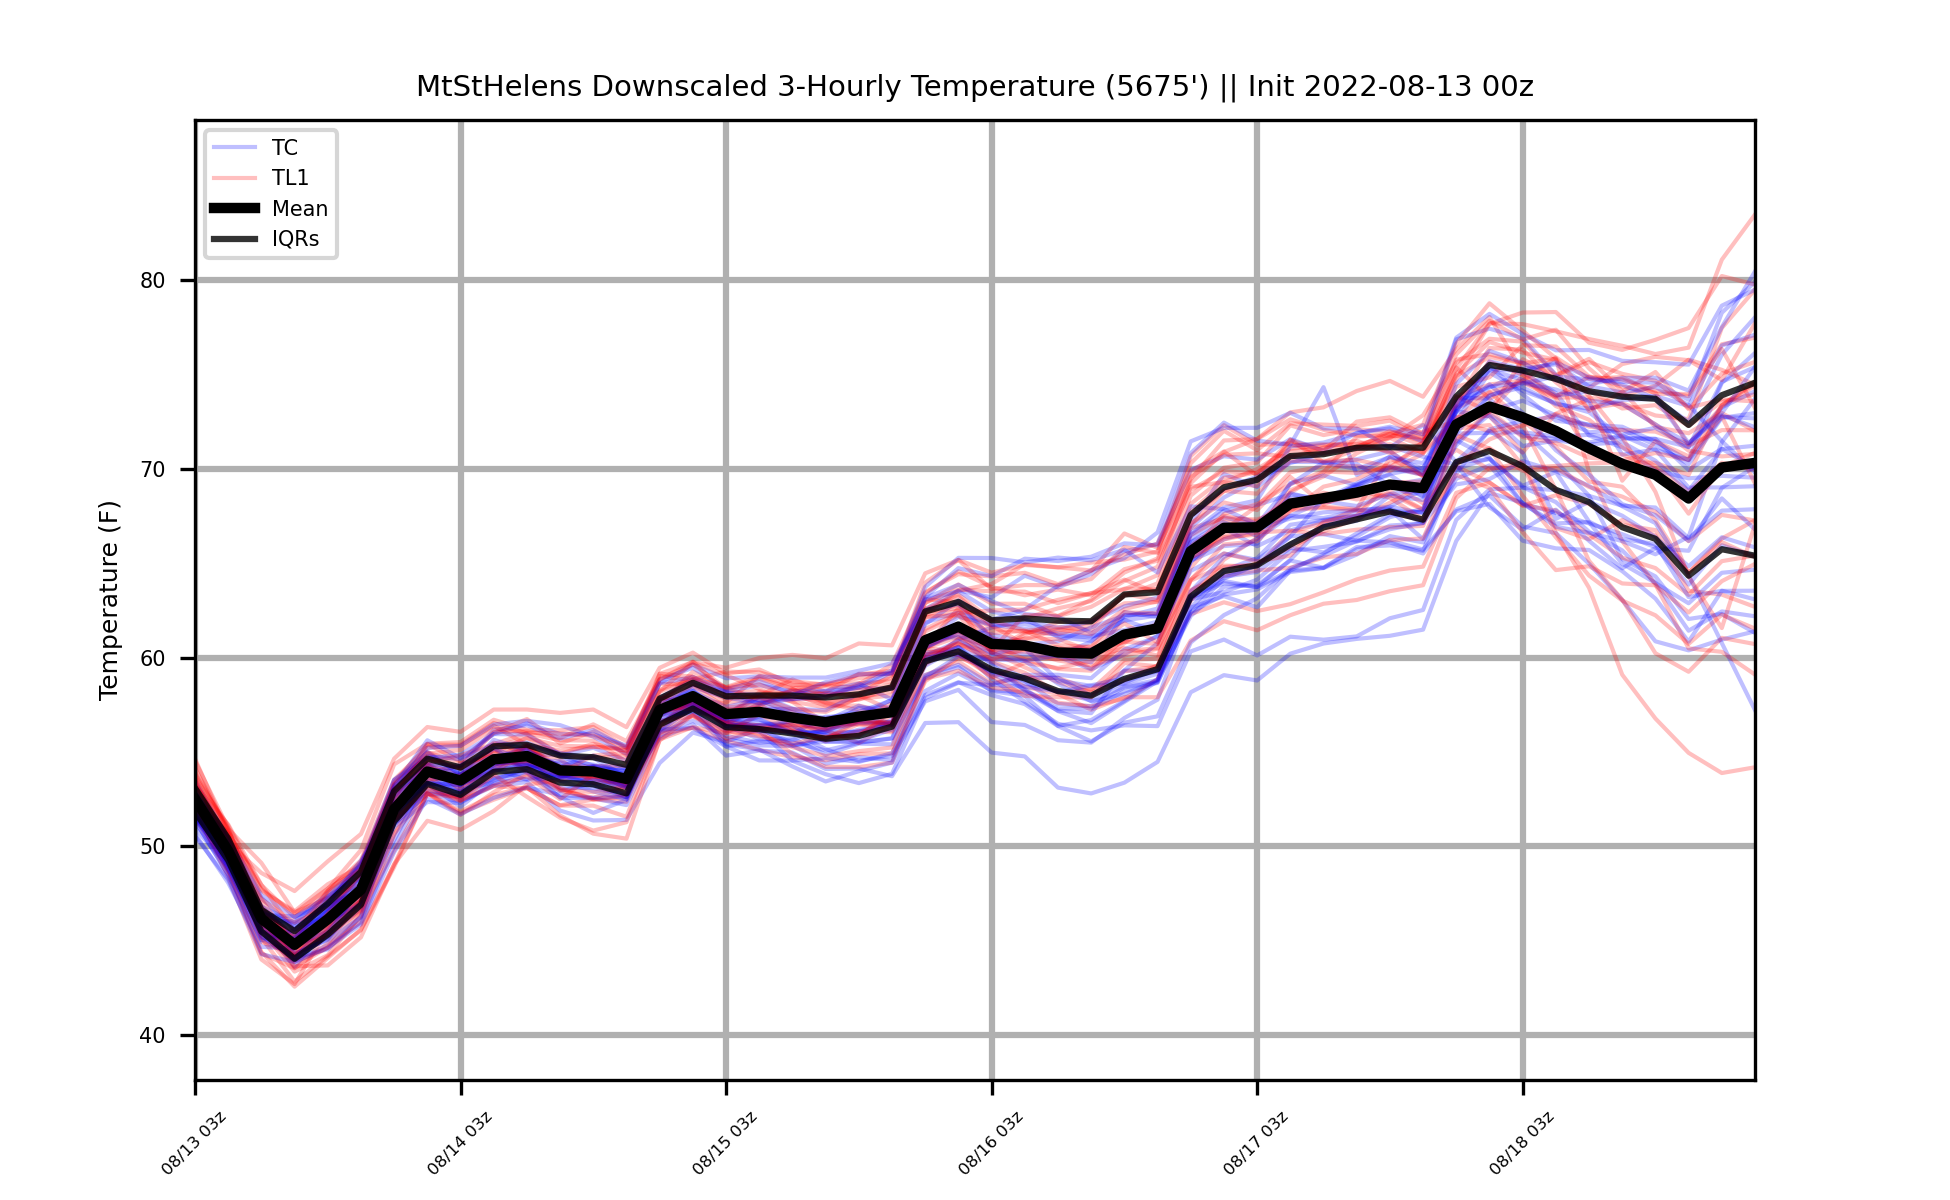 MtStHelens Downscaled 3-Hourly Temperature (5675') || Init 2022-08-13 00z
TC
TL1
Mean
IQRs
Temperature (F)
80
70
60
50
40
08/13 03z
08/14 03z
08/15 03z
08/16 03z
08/17 03z
08/18 03z